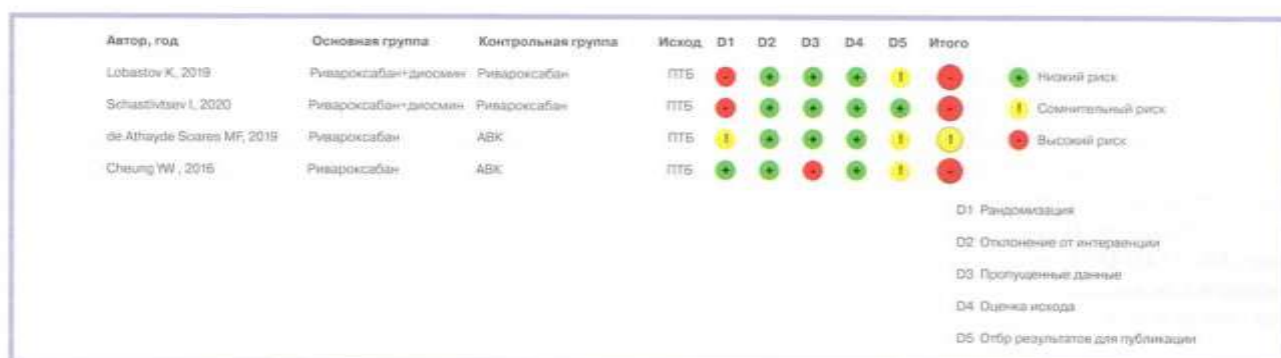 Автор, год Основная группа Контрольная группа Исход D1 D2 D3 D4 D5 Итого
Lobastov K, 2019 Ривароксабан+диосмин Ривароксабан ПТБ - + + + ! - + Низкий риск
Schastlivtsev I, 2020 Ривароксабан+диосмин Ривароксабан ПТБ - + + + + - ! Сомнительный риск
de Athayde Soares MF, 2019 Ривароксабан АВК ПТБ ! + + + ! ! - Высокий риск
Cheung YW , 2016 Ривароксабан АВК ПТБ + + - + ! -
D1 Рандомизация
D2 Отклонение от интервенции
D3 Пропущенные данные
D4 Оценка исхода
D5 Отбр результатов для публикации